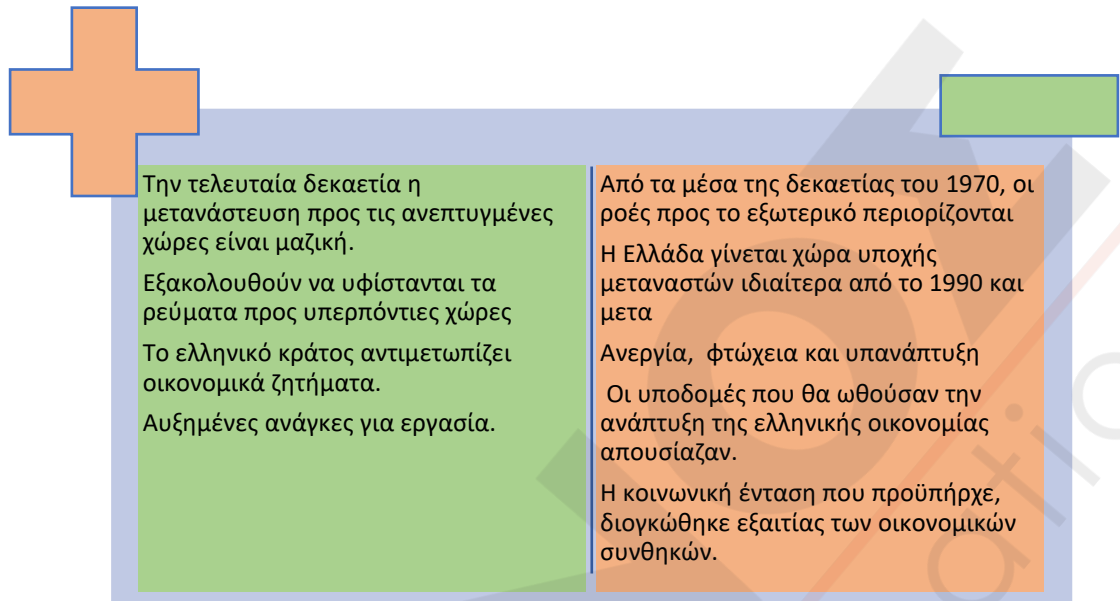 Την τελευταία δεκαετία η
μετανάστευση προς τις ανεπτυγμένες
χώρες είναι μαζική.
Εξακολουθούν να υφίστανται τα
ρεύματα προς υπερπόντιες χώρες
Το ελληνικό κράτος αντιμετωπίζει
οικονομικά ζητήματα.
Αυξημένες ανάγκες για εργασία.
Από τα μέσα της δεκαετίας του 1970, οι
ροές προς το εξωτερικό περιορίζονται
Η Ελλάδα γίνεται χώρα υποχής
μεταναστών ιδιαίτερα από το 1990 και
μετα
Ανεργία, φτώχεια και υπανάπτυξη
Οι υποδομές που θα ωθούσαν την
ανάπτυξη της ελληνικής οικονομίας
απουσίαζαν.
Η κοινωνική ένταση που προϋπήρχε,
διογκώθηκε εξαιτίας των οικονομικών
συνθηκών.